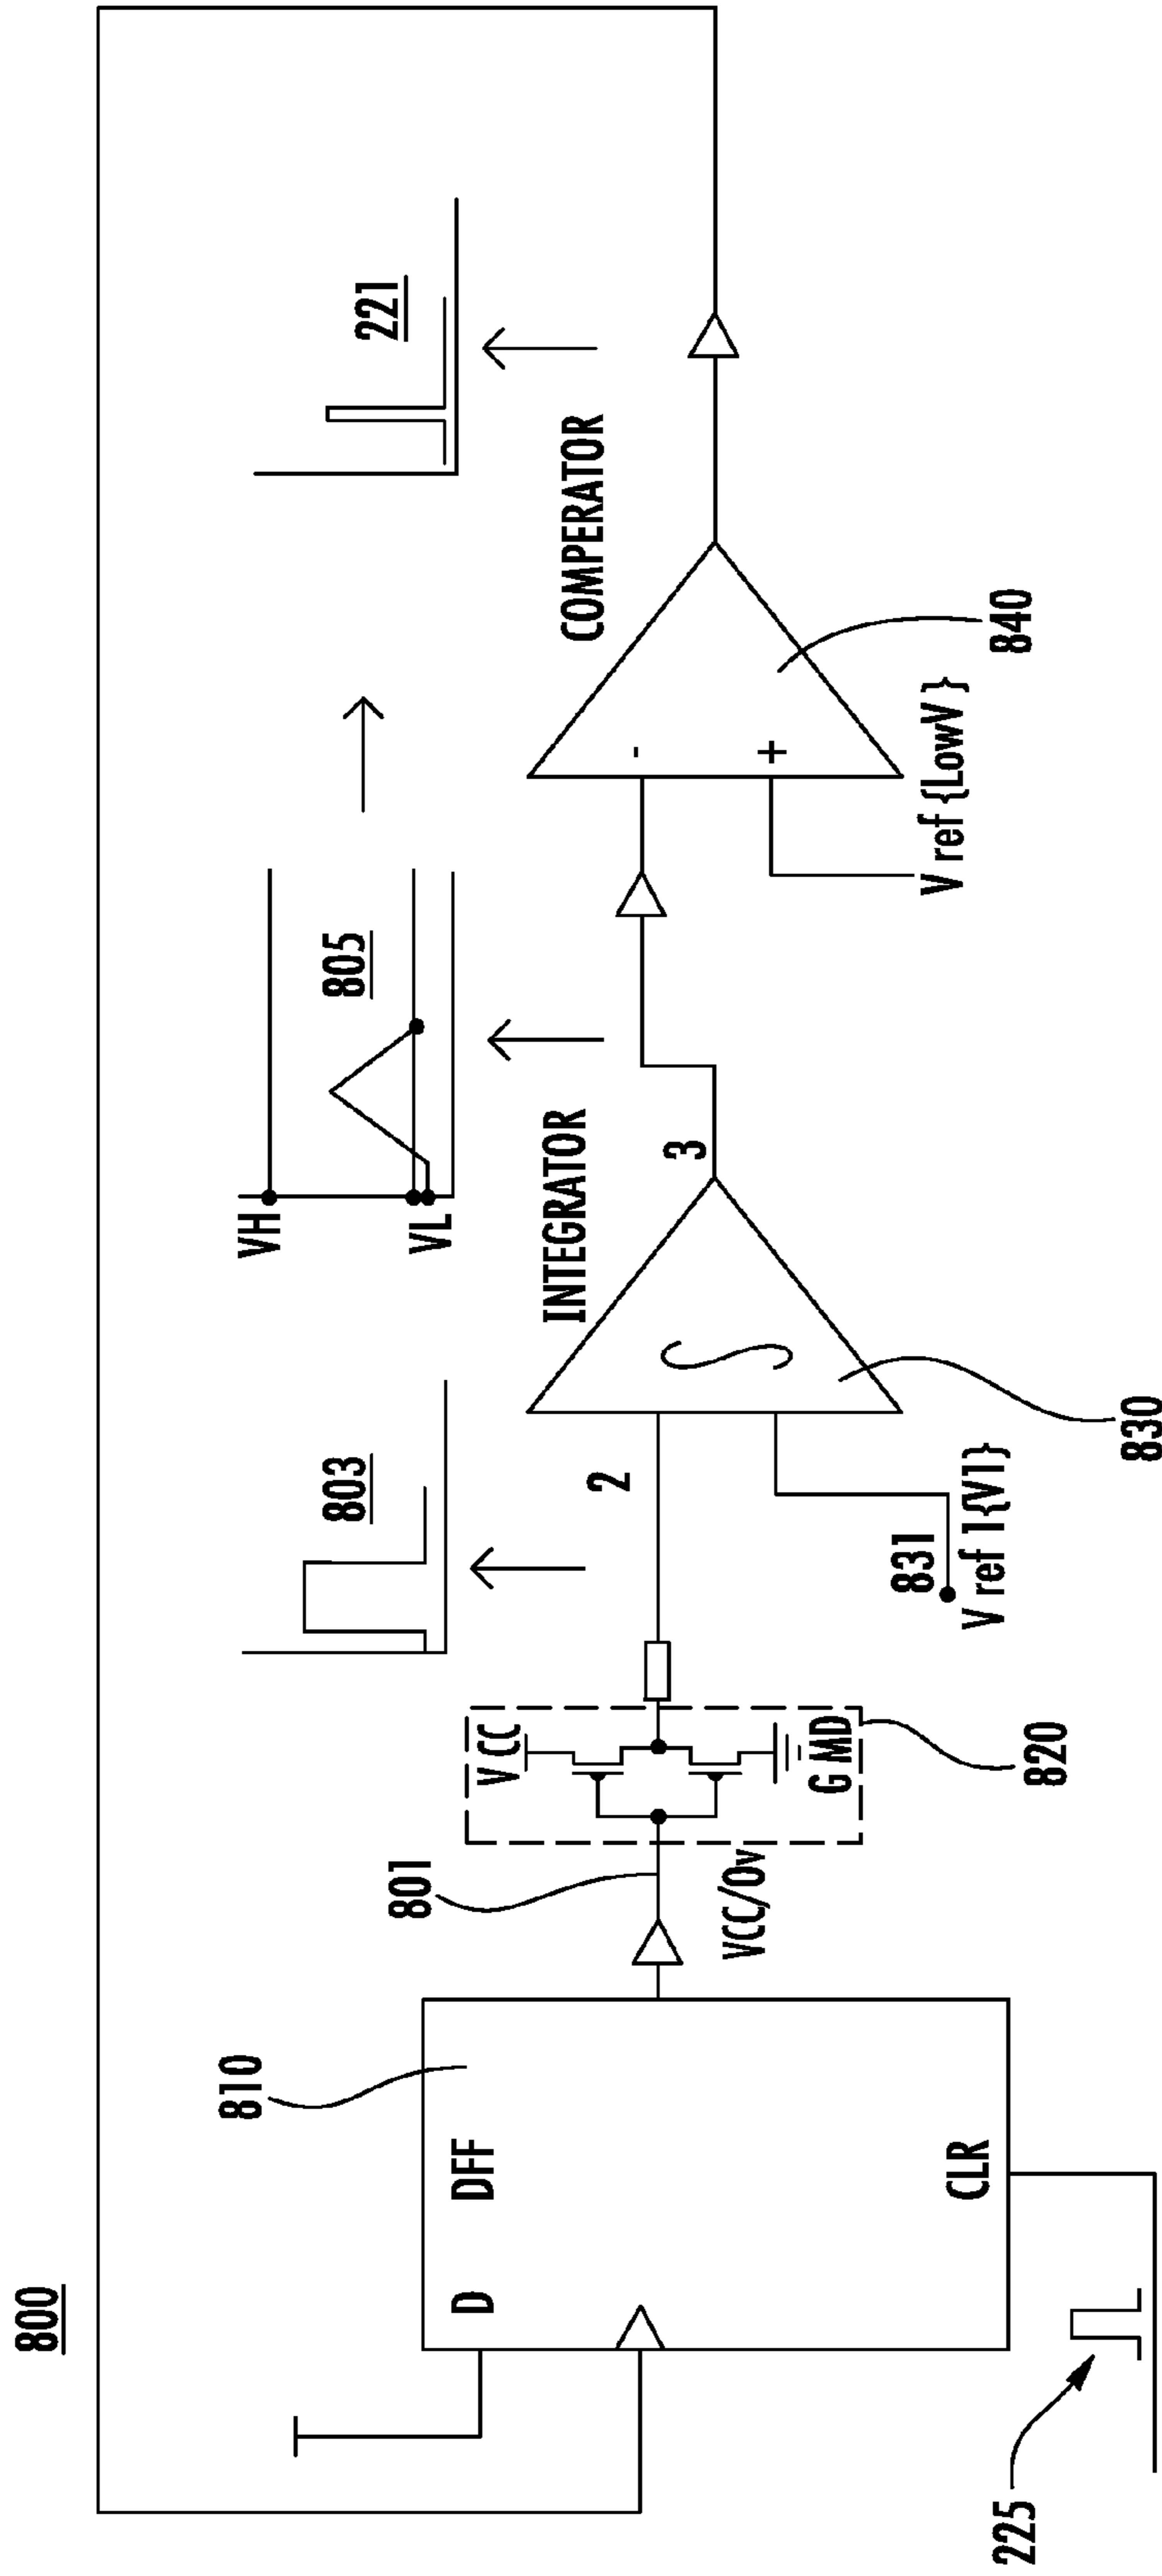 800
810
D
DFF
CLR
225
801
VCC/0v
V CC
G MD
820
803
2
831
V ref 1{V1}
INTEGRATOR
830
VH
VL
805
3
COMPERATOR
- 
+
V ref {LowV }
840
221